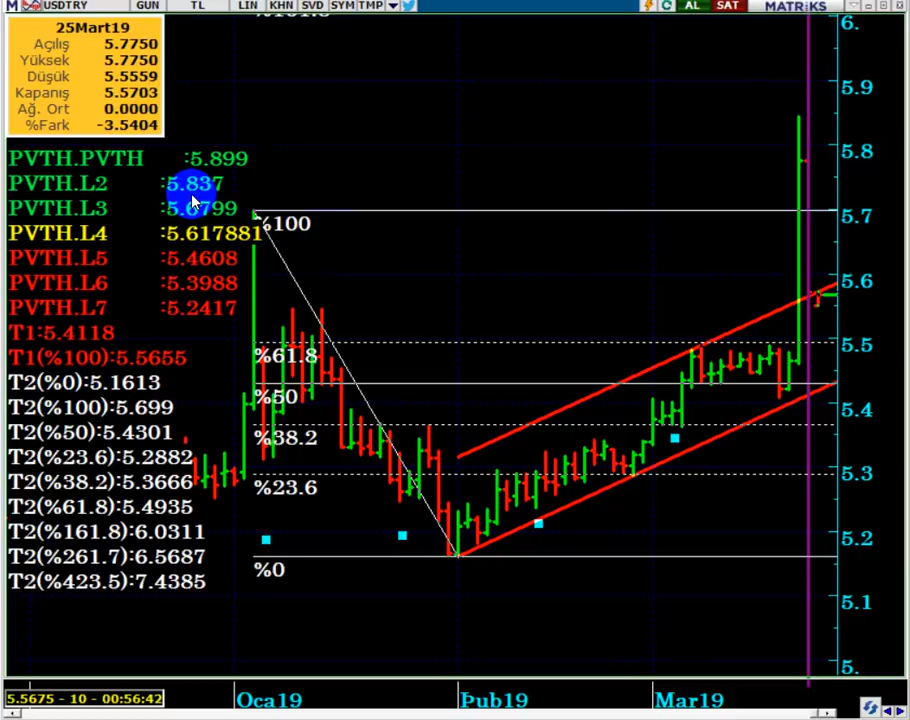 M USDTRY GUN TL LIN KHN SVD SYM TMP AL SAT MATRİKS
25Mart19
Açılış 5.7750
Yüksek 5.7750
Düşük 5.5559
Kapanış 5.5703
Ağ. Ort 0.0000
%Fark -3.5404
PVTH.PVTH :5.899
PVTH.L2 :5.837
PVTH.L3 :5.6799
PVTH.L4 :5.617881
PVTH.L5 :5.4608
PVTH.L6 :5.3988
PVTH.L7 :5.2417
T1:5.4118
T1(%100):5.5655
T2(%0):5.1613
T2(%100):5.699
T2(%50):5.4301
T2(%23.6):5.2882
T2(%38.2):5.3666
T2(%61.8):5.4935
T2(%161.8):6.0311
T2(%261.7):6.5687
T2(%423.5):7.4385
%100
%61.8
%50
%38.2
%23.6
%0
6.
5.9
5.8
5.7
5.6
5.5
5.4
5.3
5.2
5.1
5.
5.5675 - 10 - 00:56:42
Oca19 Þub19 Mar19